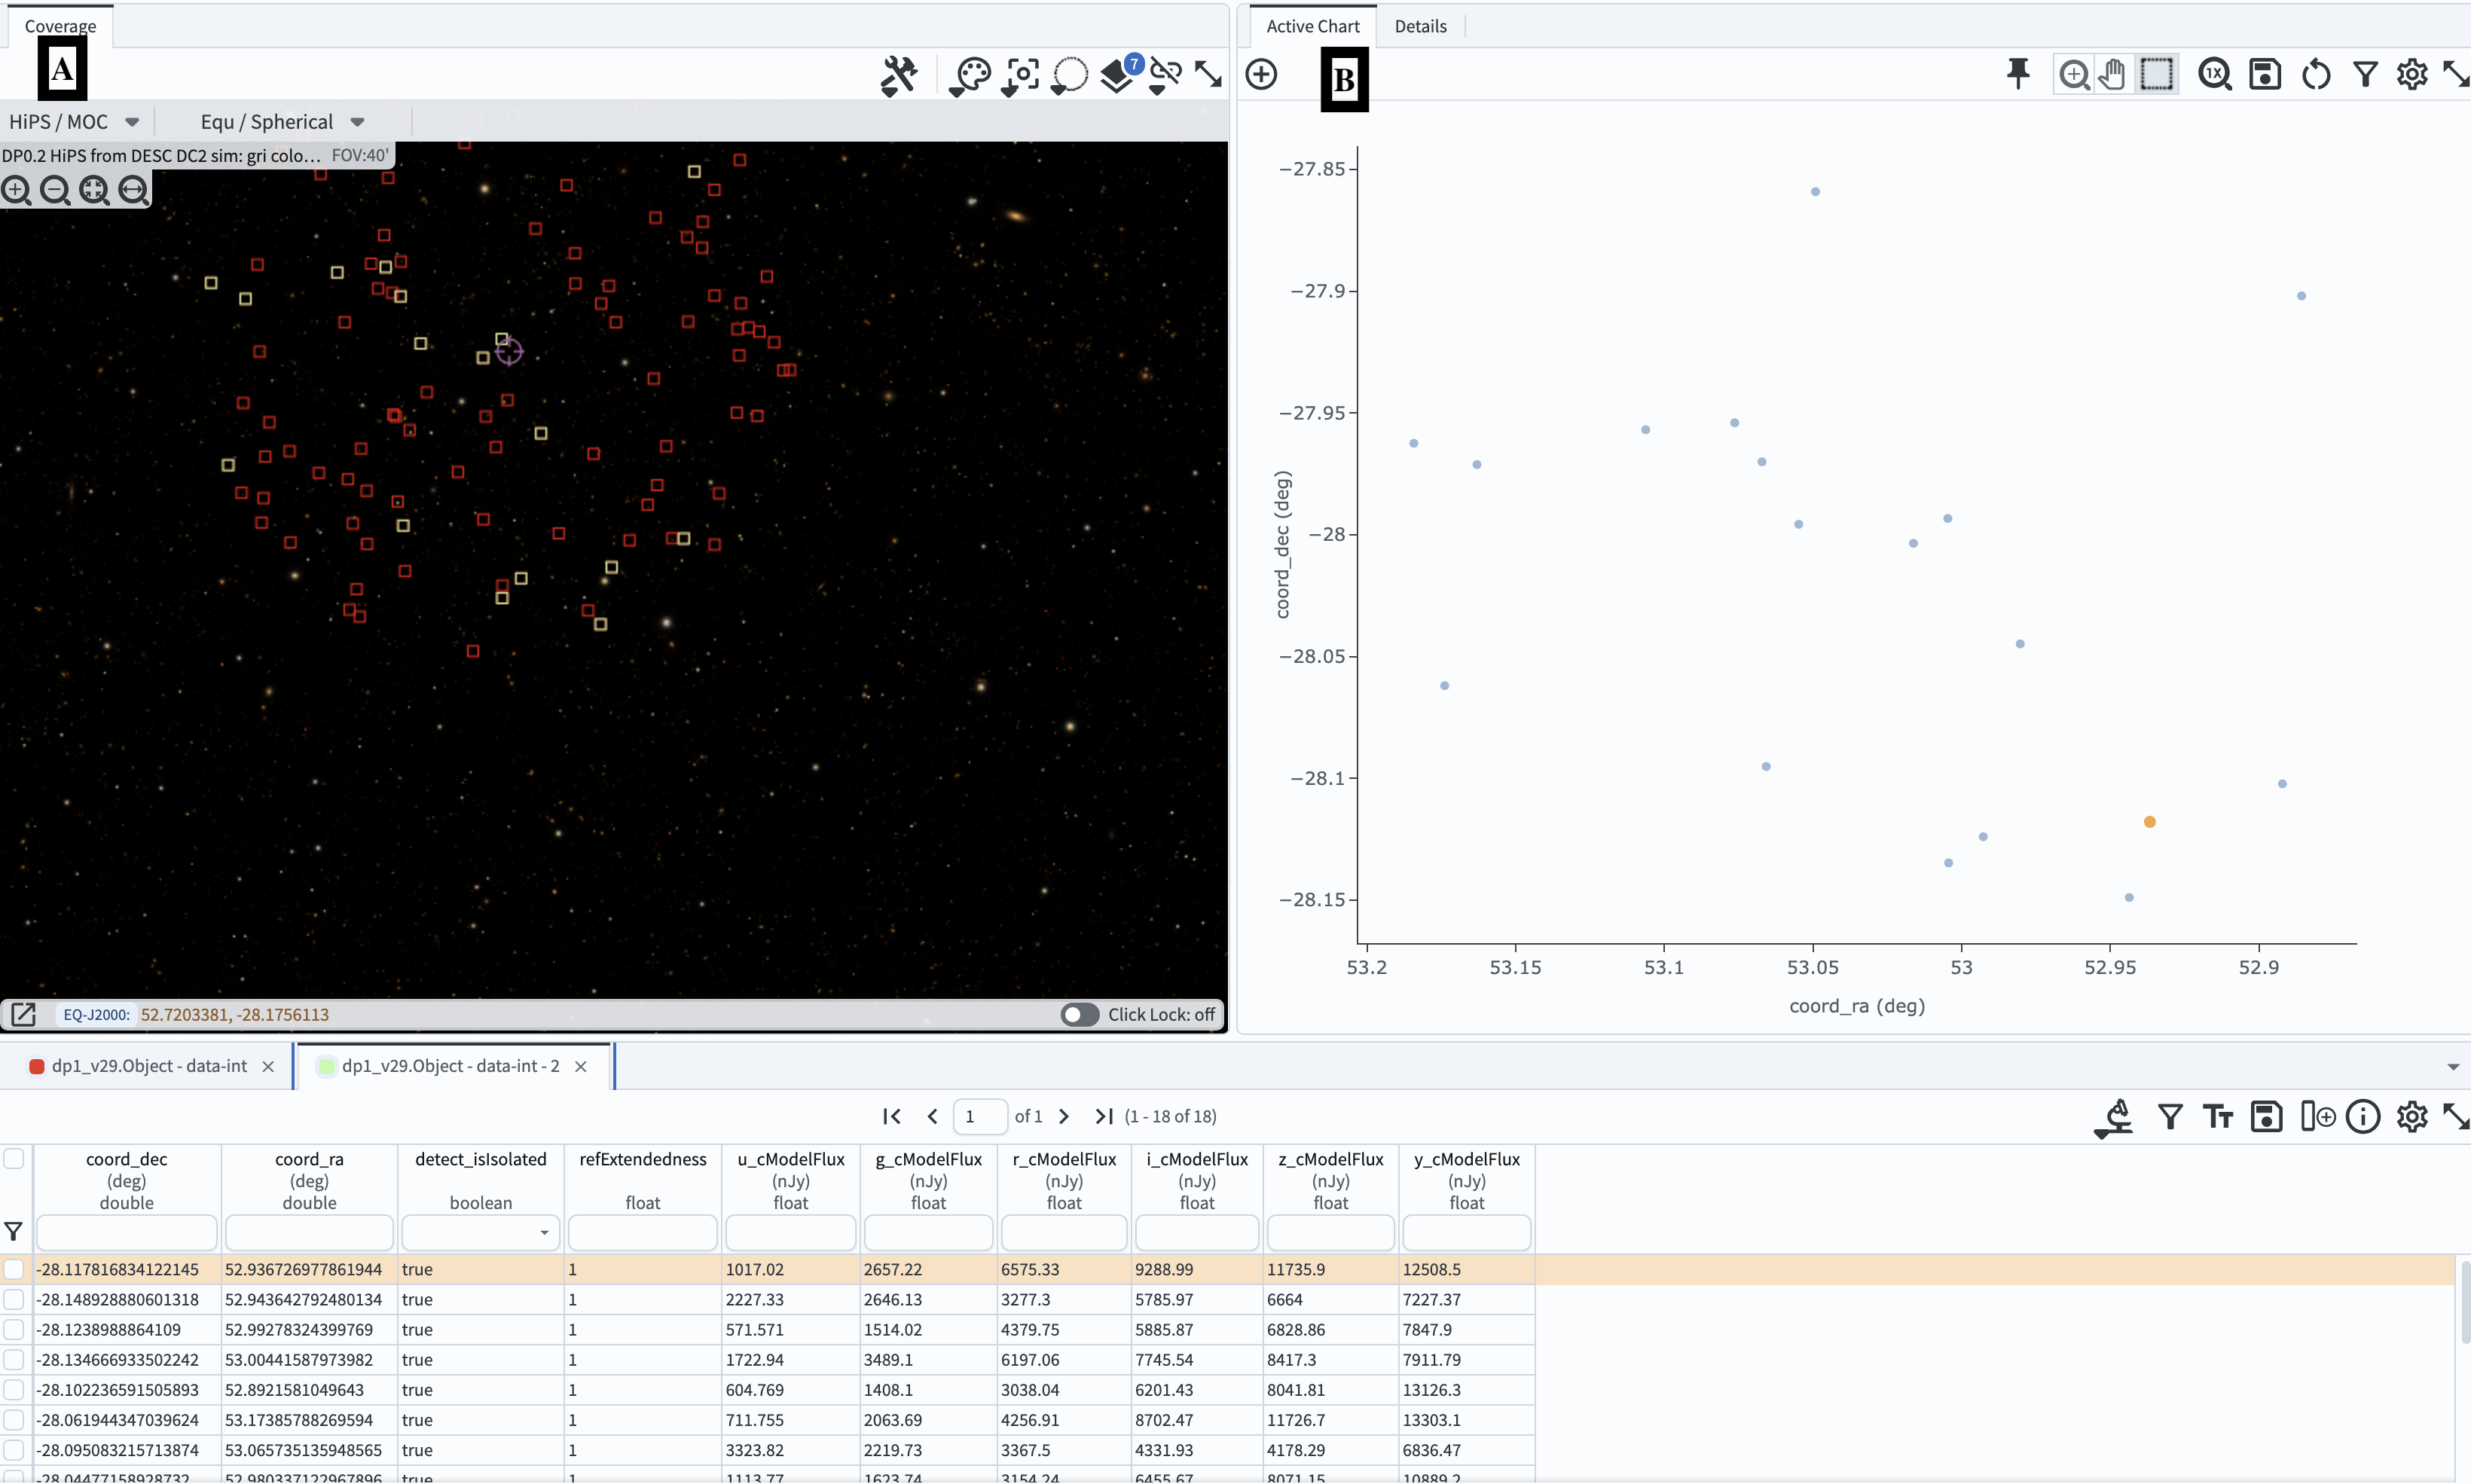 Coverage
A
7
HiPS / MOC
Equ / Spherical
DP0.2 HiPS from DESC DC2 sim: gri colo... FOV:40'
EQ-J2000: 52.7203381, -28.1756113
Click Lock: off
Active Chart
Details
B
1X
−27.85
−27.9
−27.95
−28
−28.05
−28.1
−28.15
coord_dec (deg)
53.2 53.15 53.1 53.05 53 52.95 52.9
coord_ra (deg)
dp1_v29.Object - data-int
dp1_v29.Object - data-int - 2
1 of 1 (1 - 18 of 18)
coord_dec coord_ra detect_isIsolated refExtendedness u_cModelFlux g_cModelFlux r_cModelFlux i_cModelFlux z_cModelFlux y_cModelFlux
(deg) (deg) (nJy) (nJy) (nJy) (nJy) (nJy) (nJy)
double double boolean float float float float float float float
-28.117816834122145 52.936726977861944 true 1 1017.02 2657.22 6575.33 9288.99 11735.9 12508.5
-28.148928880601318 52.943642792480134 true 1 2227.33 2646.13 3277.3 5785.97 6664 7227.37
-28.1238988864109 52.99278324399769 true 1 571.571 1514.02 4379.75 5885.87 6828.86 7847.9
-28.134666933502242 53.00441587973982 true 1 1722.94 3489.1 6197.06 7745.54 8417.3 7911.79
-28.102236591505893 52.8921581049643 true 1 604.769 1408.1 3038.04 6201.43 8041.81 13126.3
-28.061944347039624 53.17385788269594 true 1 711.755 2063.69 4256.91 8702.47 11726.7 13303.1
-28.095083215713874 53.065735135948565 true 1 3323.82 2219.73 3367.5 4331.93 4178.29 6836.47
-28.04477158928732 52.980337122967896 true 1 1113.77 1623.74 3154.24 6455.67 8071.15 10889.2